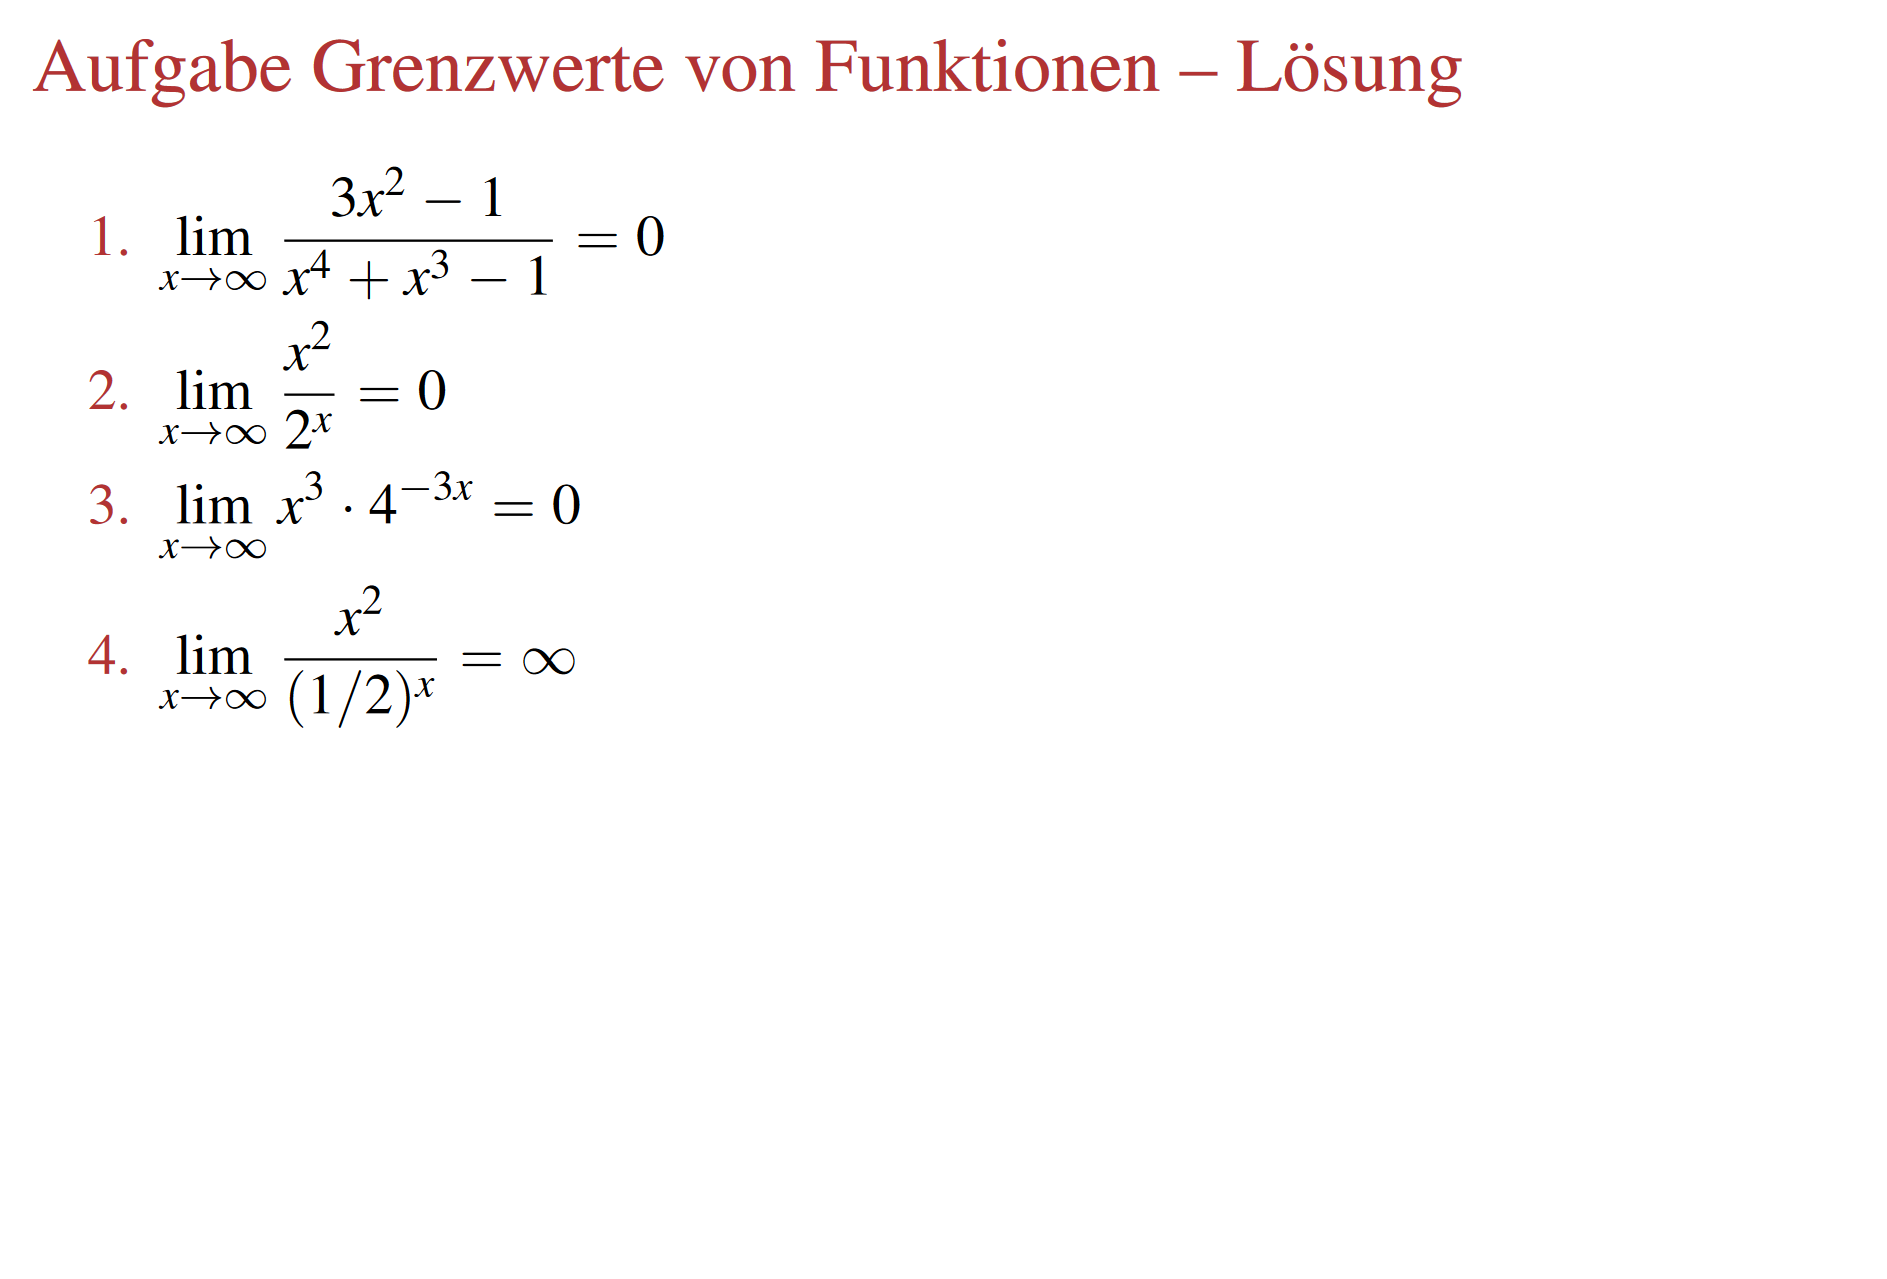 Aufgabe Grenzwerte von Funktionen – Lösung
1. lim_{x→∞} (3x² − 1)/(x⁴ + x³ − 1) = 0
2. lim_{x→∞} x²/2ˣ = 0
3. lim_{x→∞} x³ · 4⁻³ˣ = 0
4. lim_{x→∞} x²/(1/2)ˣ = ∞